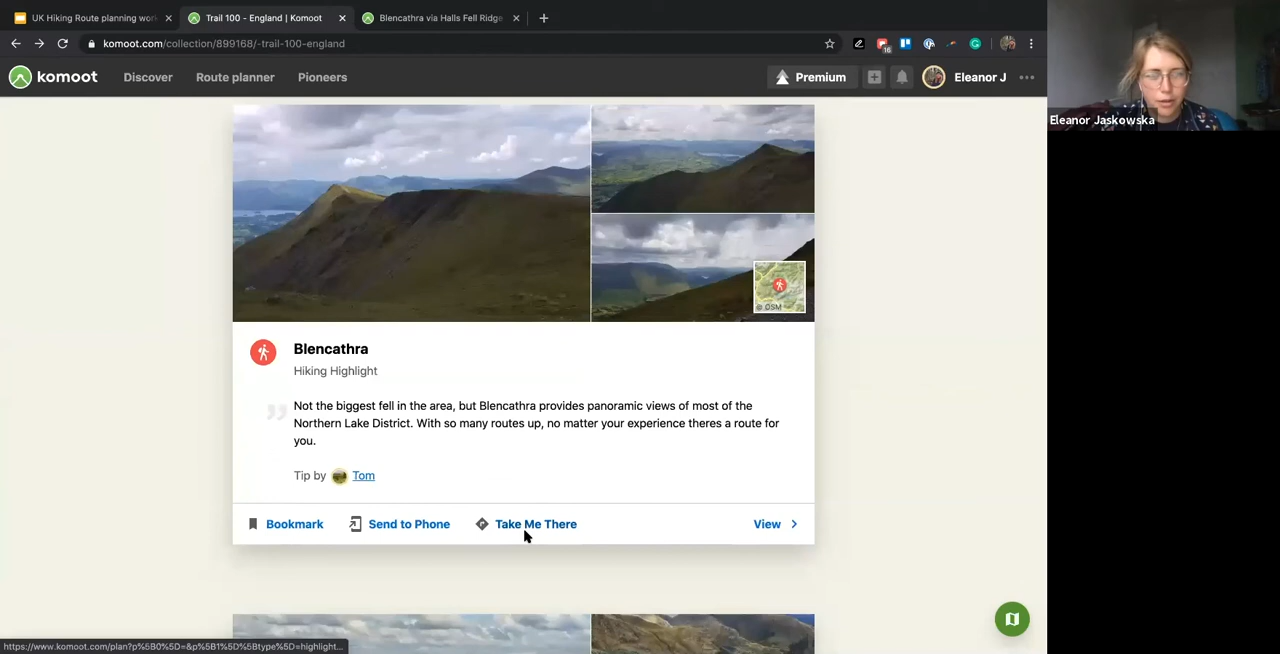 UK Hiking Route planning wor
Trail 100 - England | Komoot
Blencathra via Halls Fell Ridge
komoot.com/collection/899168/-trail-100-england
16
komoot
Discover
Route planner
Pioneers
Premium
Eleanor J
Eleanor Jaskowska
© OSM
Blencathra
Hiking Highlight
Not the biggest fell in the area, but Blencathra provides panoramic views of most of the
Northern Lake District. With so many routes up, no matter your experience theres a route for
you.
Tip by Tom
Bookmark
Send to Phone
Take Me There
View
https://www.komoot.com/plan?p%5B0%5D=&p%5B1%5D%5Btype%5D=highlight...